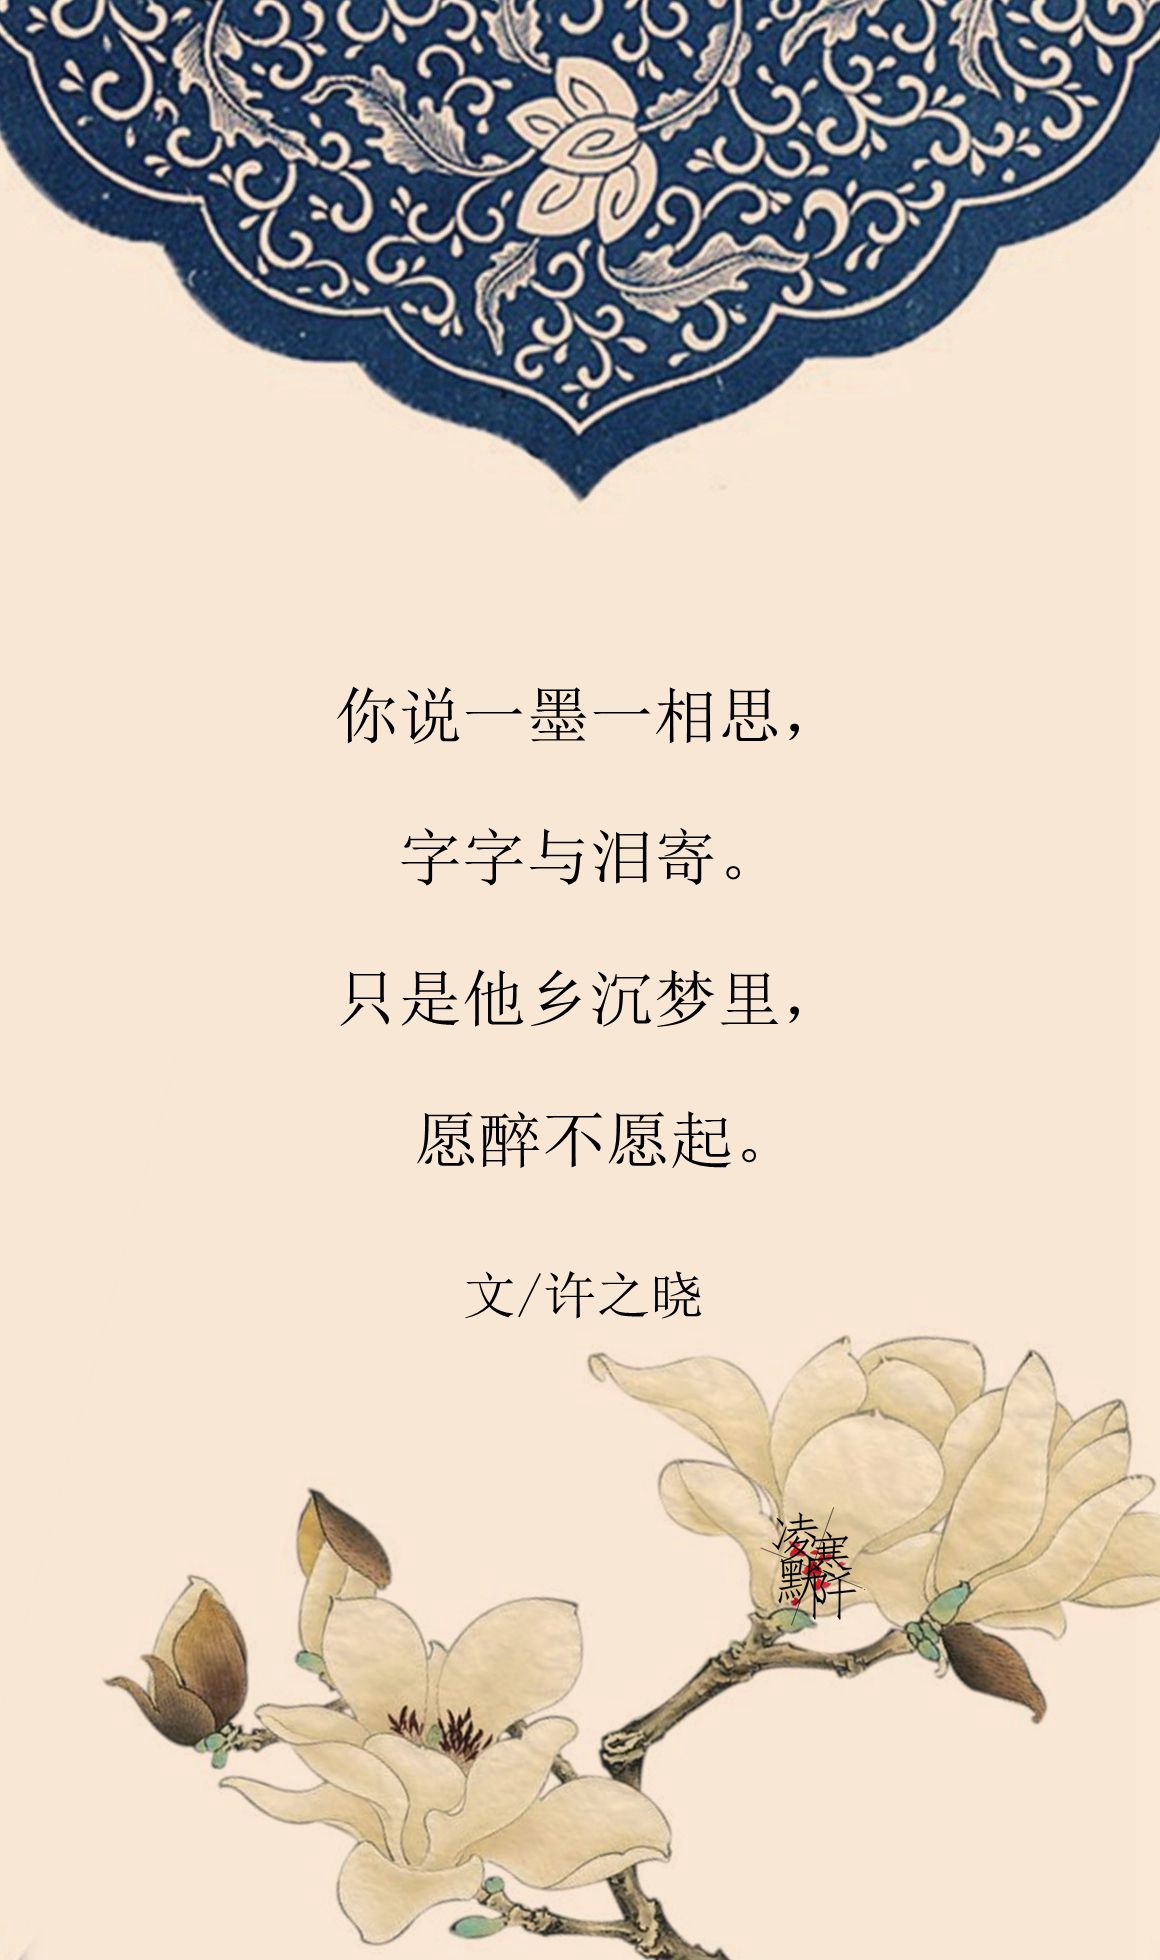 你说一墨一相思，
字字与泪寄。
只是他乡沉梦里，
愿醉不愿起。
文/许之晓
凌寒
默阡